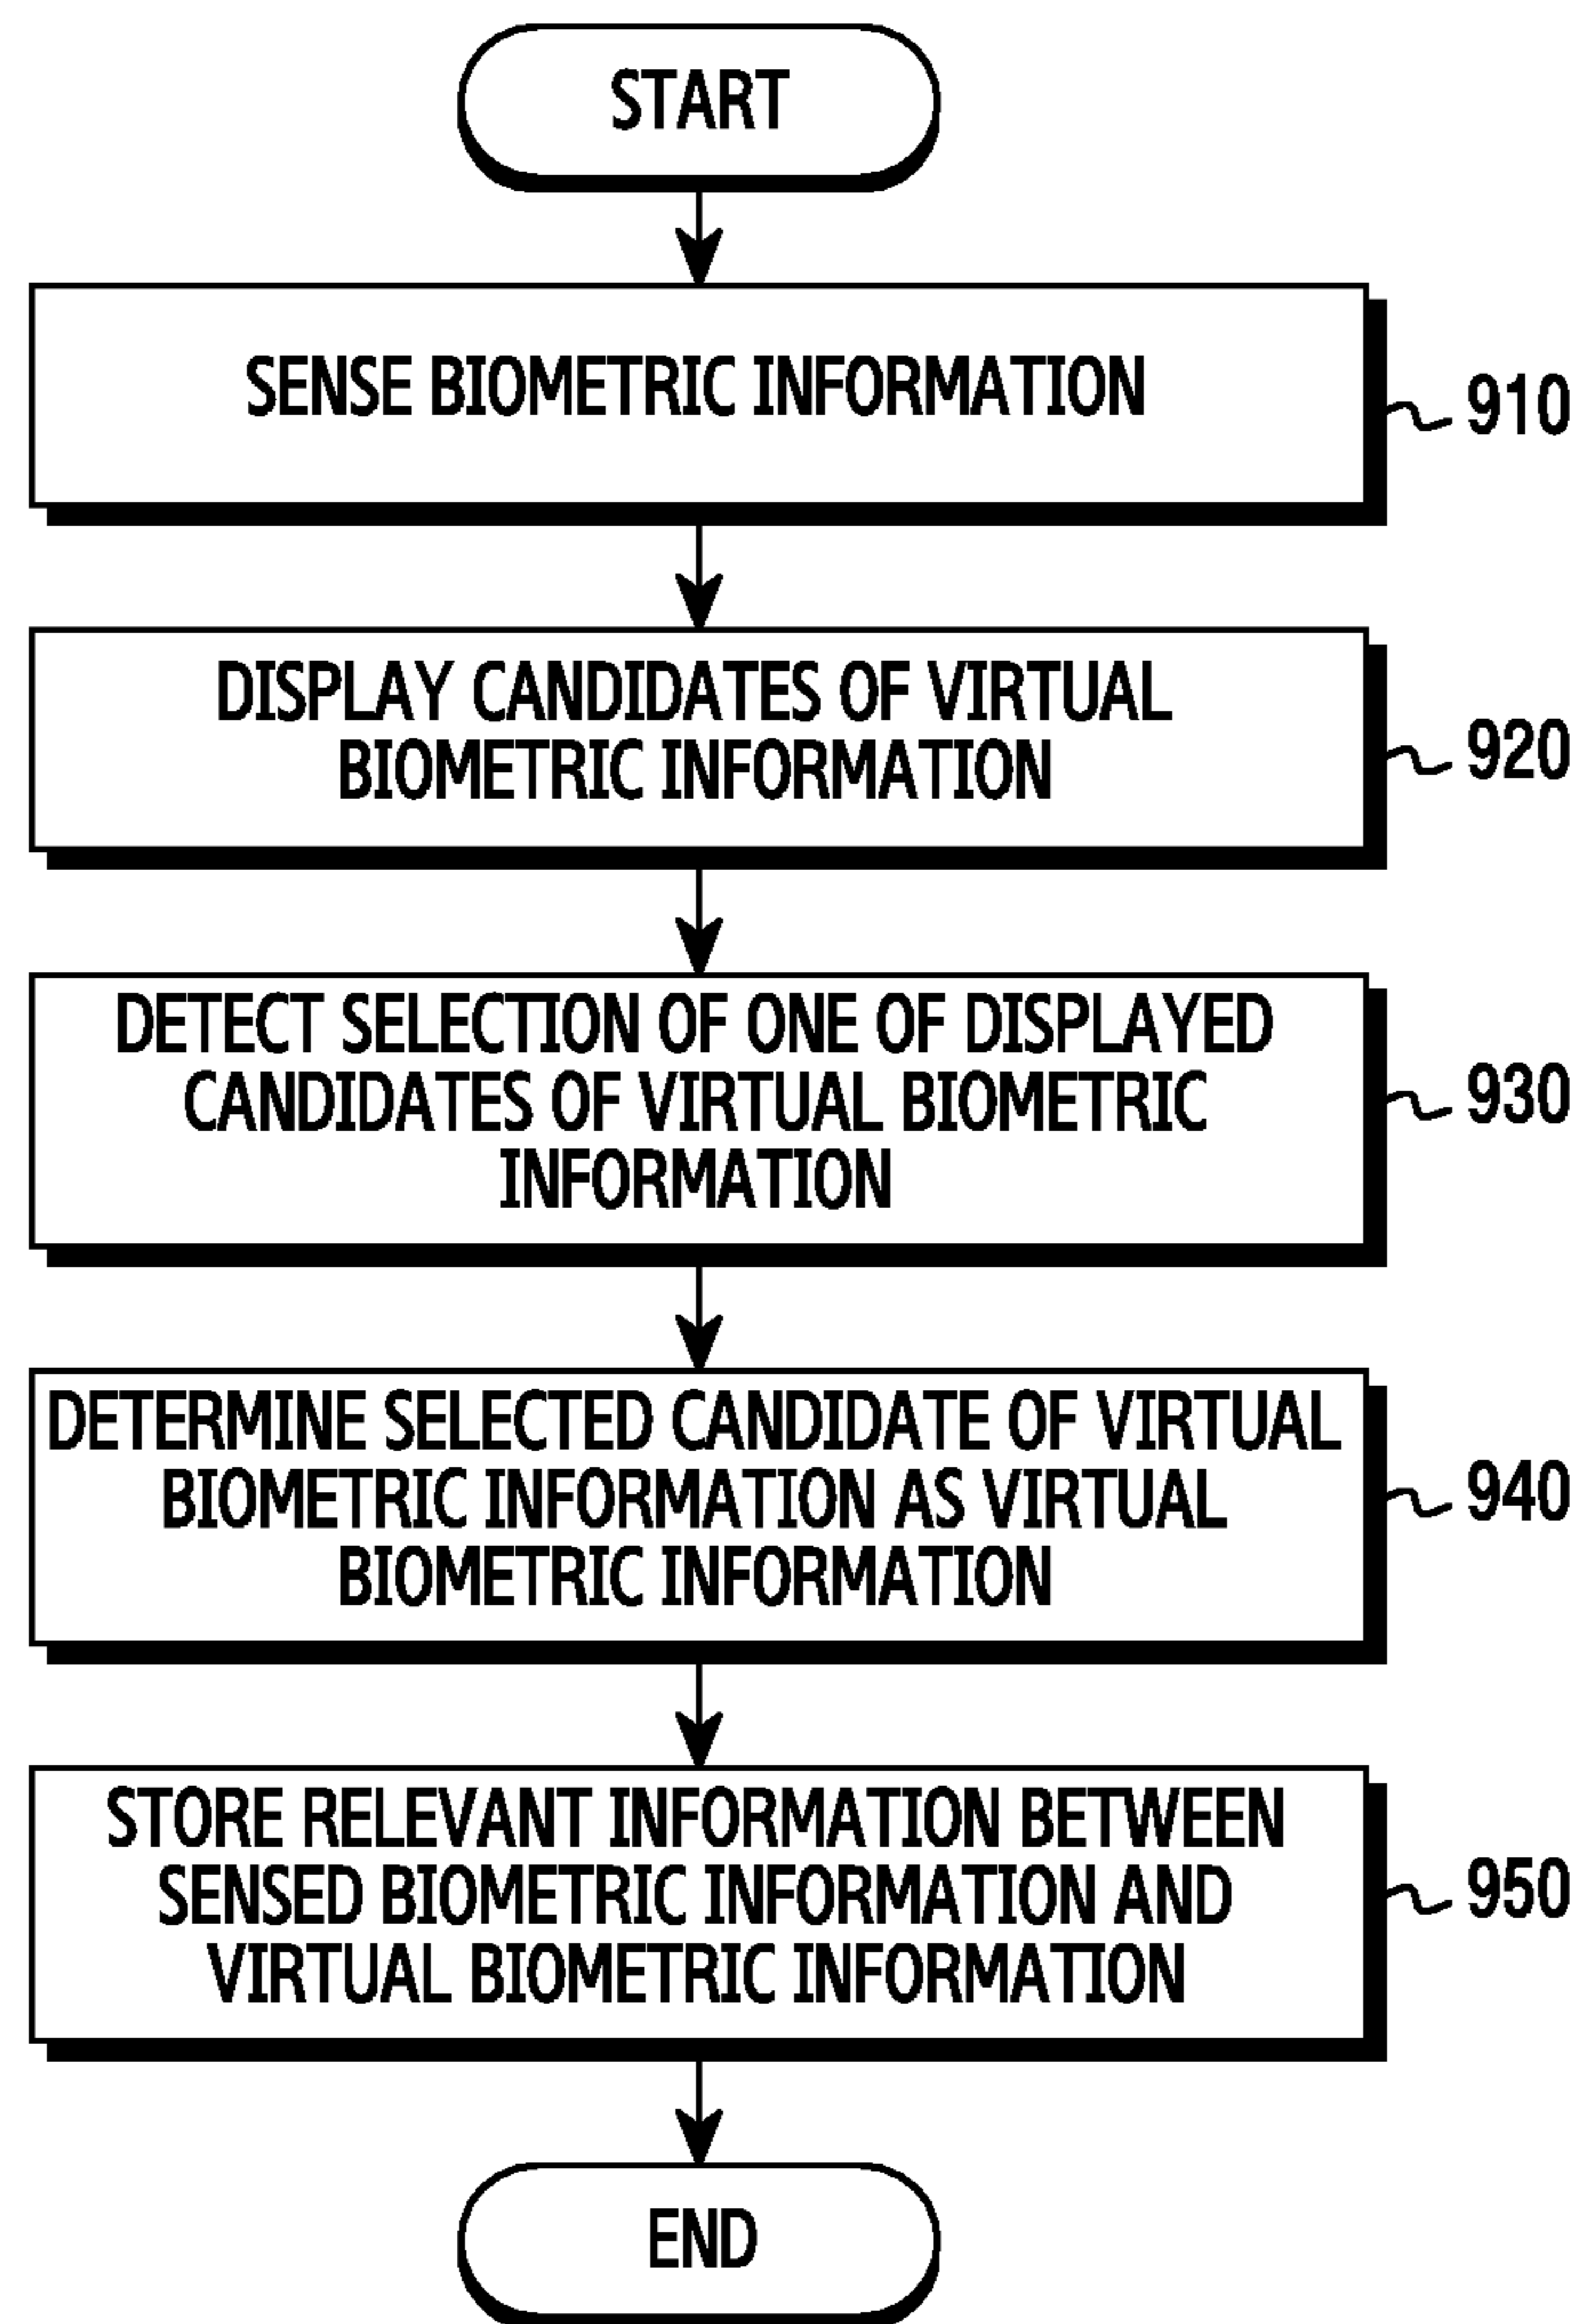 START
SENSE BIOMETRIC INFORMATION
910
DISPLAY CANDIDATES OF VIRTUAL
BIOMETRIC INFORMATION
920
DETECT SELECTION OF ONE OF DISPLAYED
CANDIDATES OF VIRTUAL BIOMETRIC
INFORMATION
930
DETERMINE SELECTED CANDIDATE OF VIRTUAL
BIOMETRIC INFORMATION AS VIRTUAL
BIOMETRIC INFORMATION
940
STORE RELEVANT INFORMATION BETWEEN
SENSED BIOMETRIC INFORMATION AND
VIRTUAL BIOMETRIC INFORMATION
950
END